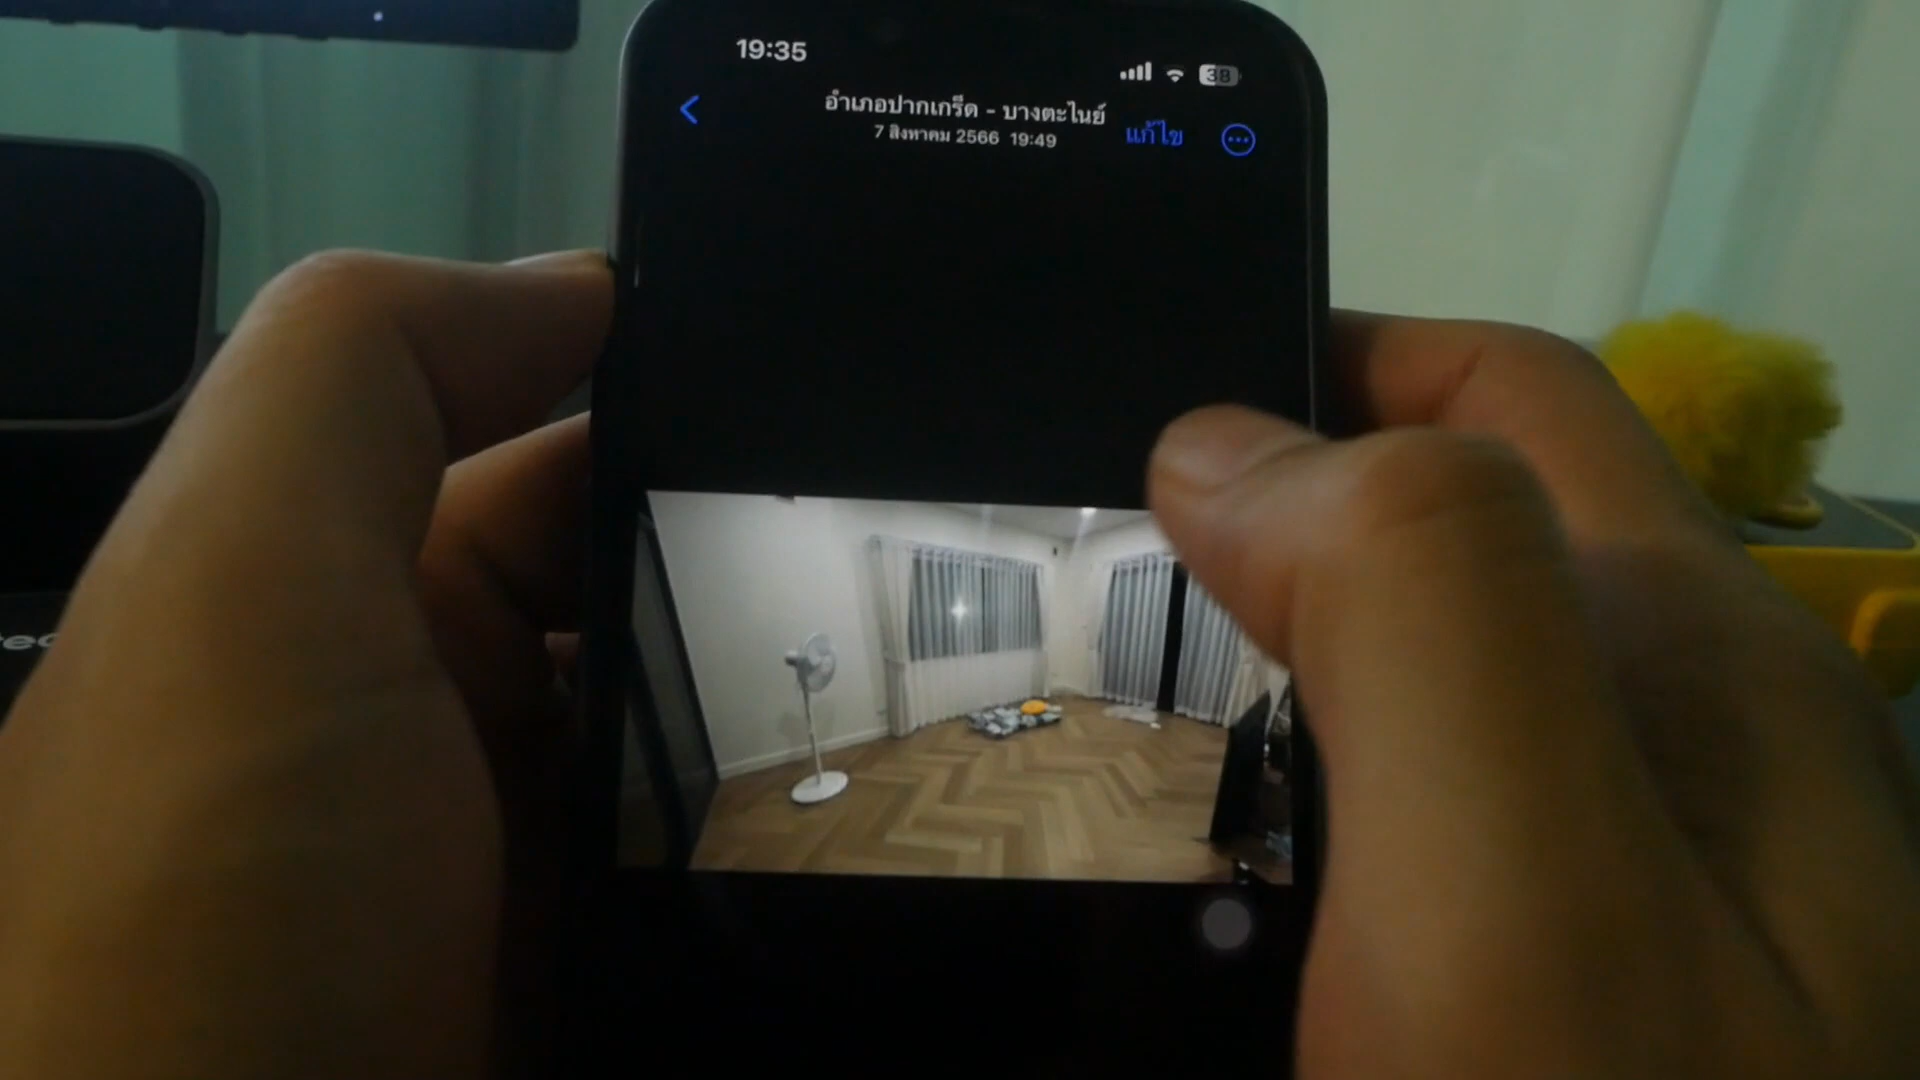 19:35
38
อำเภอปากเกร็ด - บางตะไนย์
7 สิงหาคม 2566 19:49
แก้ไข